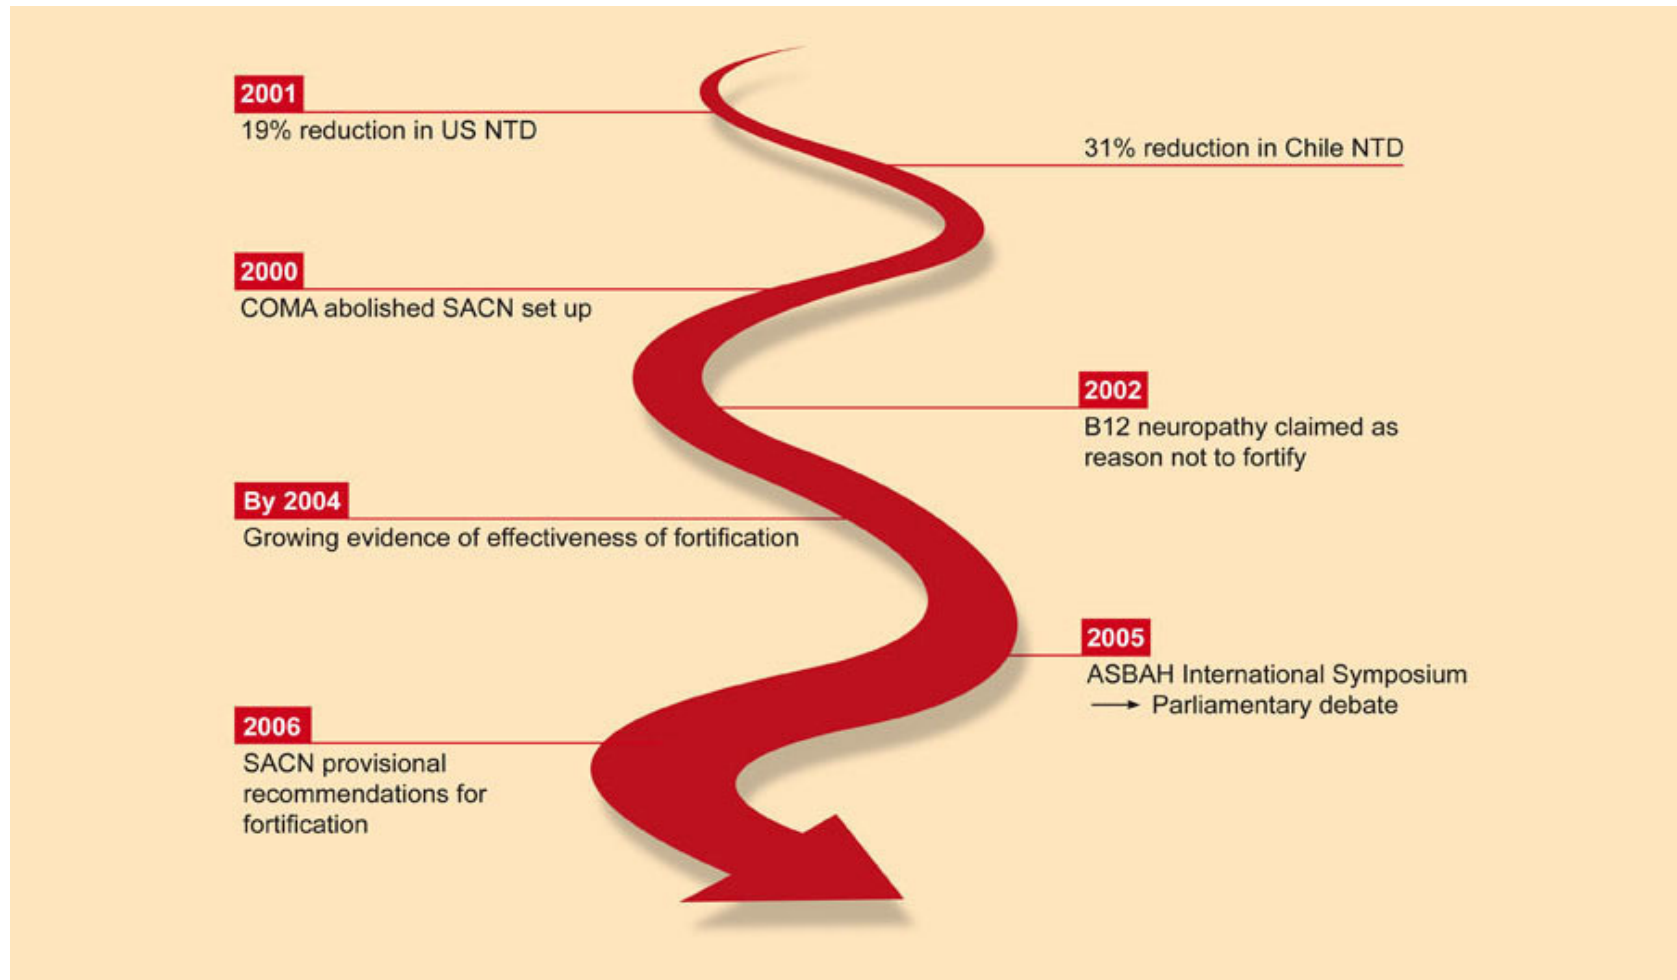 2001
19% reduction in US NTD
31% reduction in Chile NTD
2000
COMA abolished SACN set up
2002
B12 neuropathy claimed as
reason not to fortify
By 2004
Growing evidence of effectiveness of fortification
2005
ASBAH International Symposium
→ Parliamentary debate
2006
SACN provisional
recommendations for
fortification